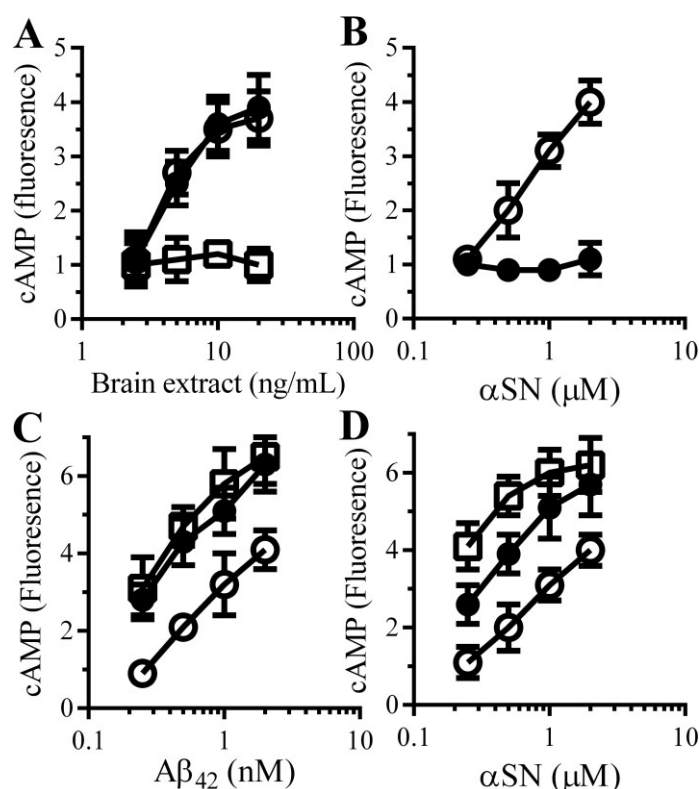 A
cAMP (fluoresence)
5
4
3
2
1
0
1
10
100
Brain extract (ng/mL)
B
cAMP (Fluoresence)
5
4
3
2
1
0
0.1
1
10
αSN (μM)
C
cAMP (Fluoresence)
6
4
2
0
0.1
1
10
Aβ42 (nM)
D
cAMP (Fluoresence)
6
4
2
0
0.1
1
10
αSN (μM)